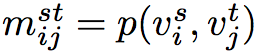 $m_{ij}^{st} = p(v_i^s, v_j^t)$